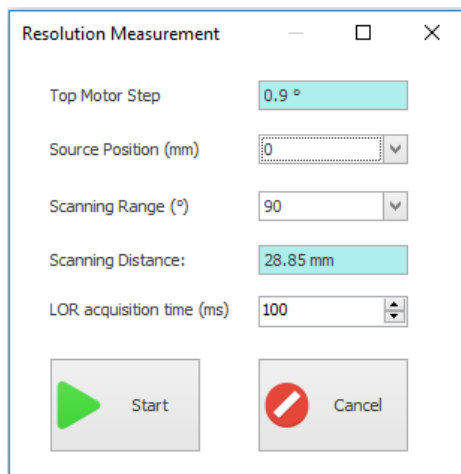 Resolution Measurement
Top Motor Step 0.9 °
Source Position (mm) 0
Scanning Range (°) 90
Scanning Distance: 28.85 mm
LOR acquisition time (ms) 100
Start Cancel